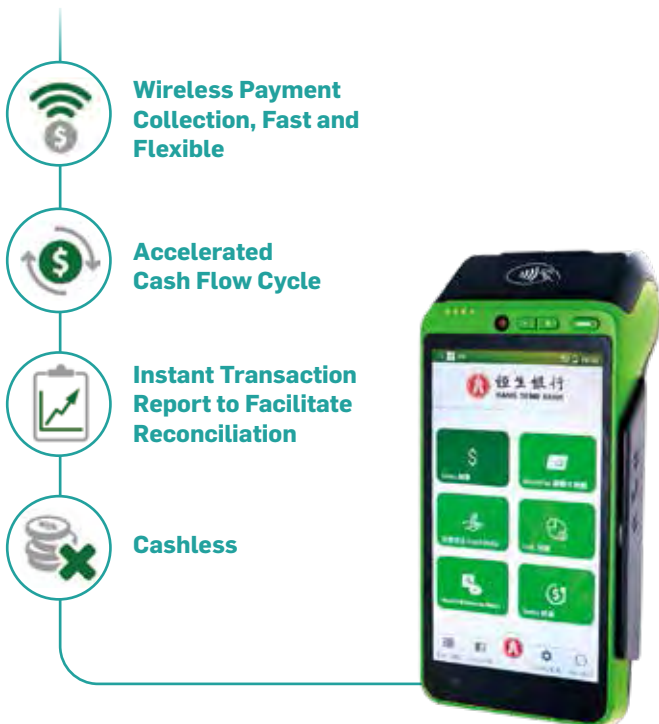 Wireless Payment
Collection, Fast and
Flexible
Accelerated
Cash Flow Cycle
Instant Transaction
Report to Facilitate
Reconciliation
Cashless
恒生銀行
HANG SENG BANK